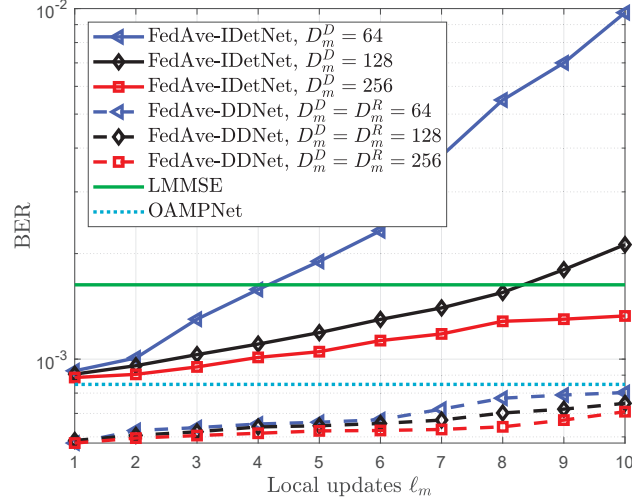 10^{-2}
FedAve-IDetNet, D_m^D = 64
FedAve-IDetNet, D_m^D = 128
FedAve-IDetNet, D_m^D = 256
FedAve-DDNet, D_m^D = D_m^R = 64
FedAve-DDNet, D_m^D = D_m^R = 128
FedAve-DDNet, D_m^D = D_m^R = 256
LMMSE
OAMPNet
BER
10^{-3}
1 2 3 4 5 6 7 8 9 10
Local updates ℓ_m